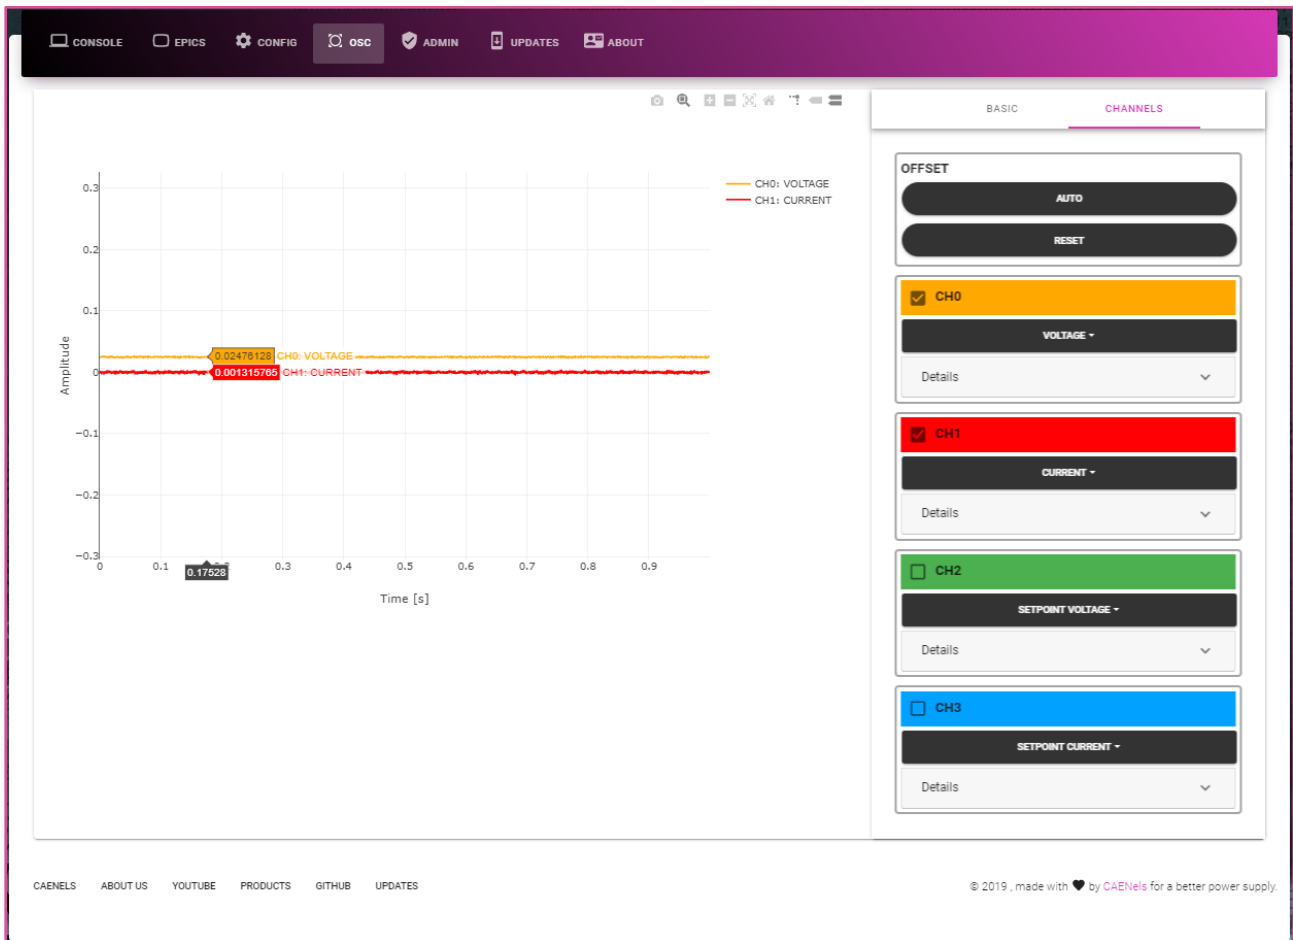 CONSOLE EPICS CONFIG OSC ADMIN UPDATES ABOUT
BASIC CHANNELS
CH0: VOLTAGE
CH1: CURRENT
0.3
0.2
0.1
0
−0.1
−0.2
−0.3
Amplitude
0.02476128 CH0: VOLTAGE
0.001315765 CH1: CURRENT
0 0.1 0.3 0.4 0.5 0.6 0.7 0.8 0.9
0.17528
Time [s]
OFFSET
AUTO
RESET
CH0
VOLTAGE
Details
CH1
CURRENT
Details
CH2
SETPOINT VOLTAGE
Details
CH3
SETPOINT CURRENT
Details
CAENELS ABOUT US YOUTUBE PRODUCTS GITHUB UPDATES
© 2019 , made with ♥ by CAENels for a better power supply.